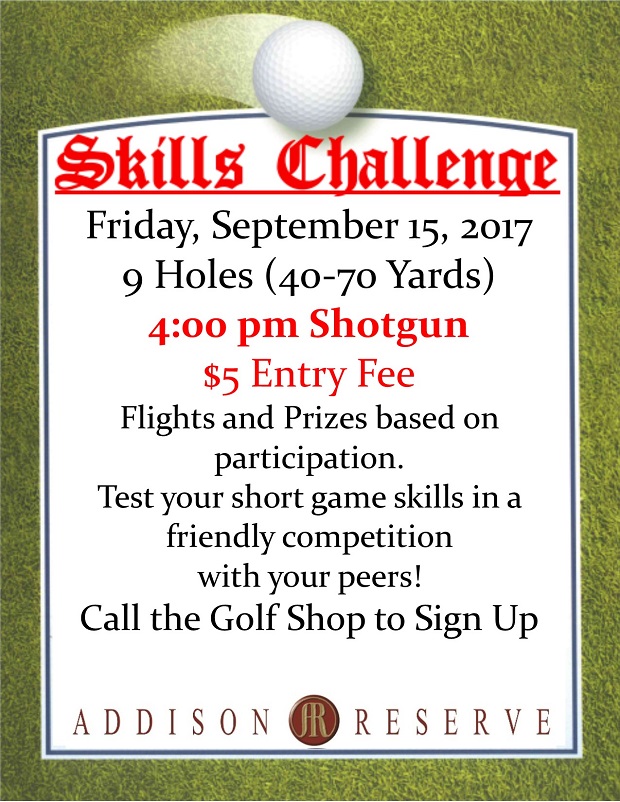 Skills Challenge
Friday, September 15, 2017
9 Holes (40-70 Yards)
4:00 pm Shotgun
$5 Entry Fee
Flights and Prizes based on
participation.
Test your short game skills in a
friendly competition
with your peers!
Call the Golf Shop to Sign Up
ADDISON AR RESERVE